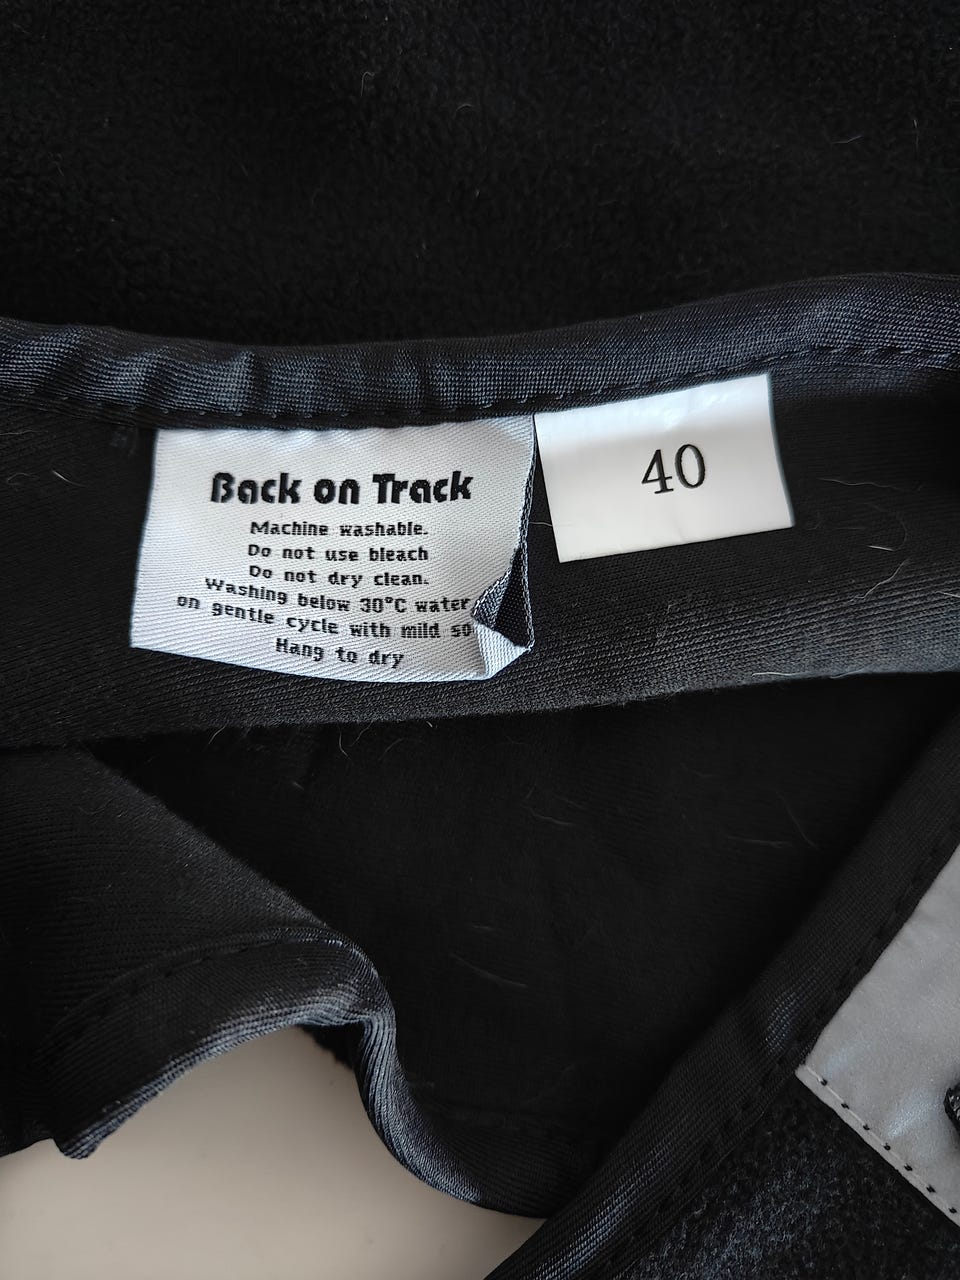 Back on Track
Machine washable.
Do not use bleach
Do not dry clean.
Washing below 30°C water
on gentle cycle with mild so
Hang to dry
40